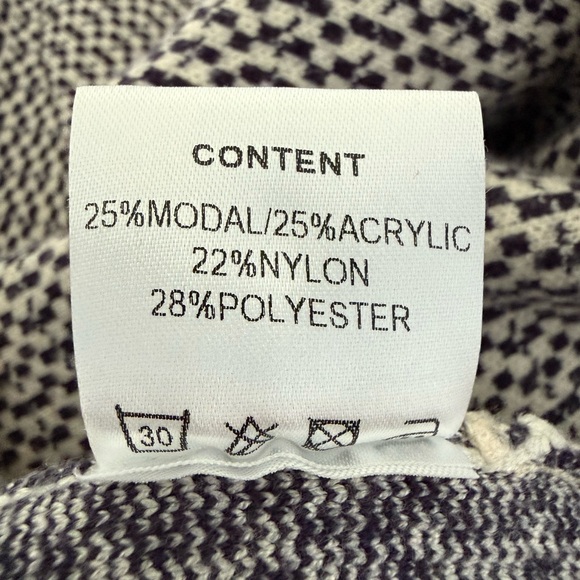 CONTENT
25%MODAL/25%ACRYLIC
22%NYLON
28%POLYESTER
30